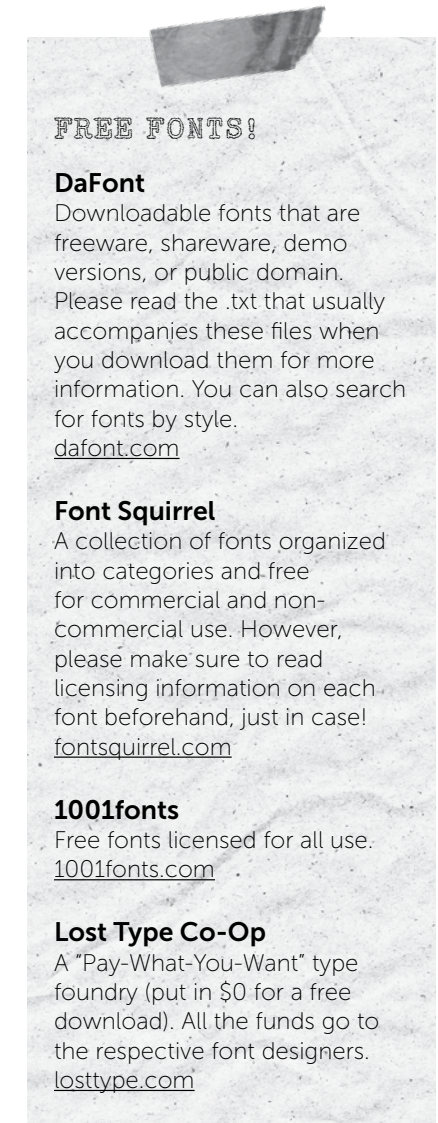 FREE FONTS!
DaFont
Downloadable fonts that are
freeware, shareware, demo
versions, or public domain.
Please read the .txt that usually
accompanies these files when
you download them for more
information. You can also search
for fonts by style.
dafont.com
Font Squirrel
A collection of fonts organized
into categories and free
for commercial and non-
commercial use. However,
please make sure to read
licensing information on each
font beforehand, just in case!
fontsquirrel.com
1001fonts
Free fonts licensed for all use.
1001fonts.com
Lost Type Co-Op
A "Pay-What-You-Want" type
foundry (put in $0 for a free
download). All the funds go to
the respective font designers.
losttype.com